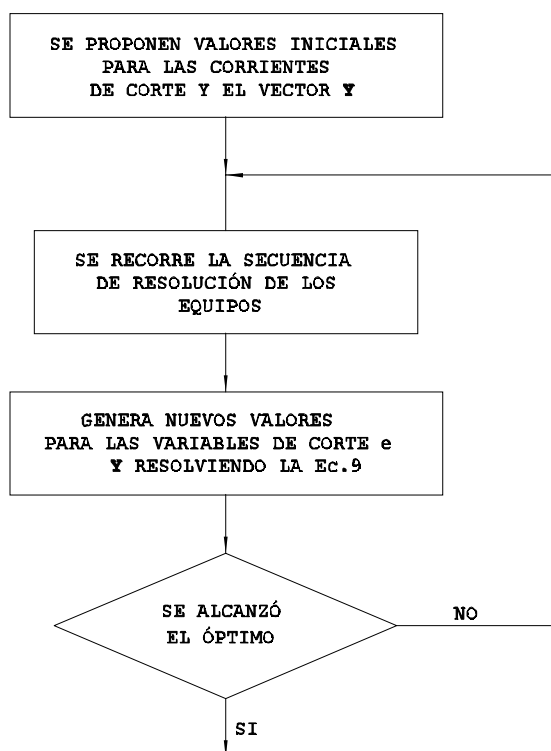 SE PROPONEN VALORES INICIALES
PARA LAS CORRIENTES
DE CORTE Y EL VECTOR Y
SE RECORRE LA SECUENCIA
DE RESOLUCIÓN DE LOS
EQUIPOS
GENERA NUEVOS VALORES
PARA LAS VARIABLES DE CORTE e
Y RESOLVIENDO LA Ec.9
SE ALCANZÓ
EL ÓPTIMO
NO
SI